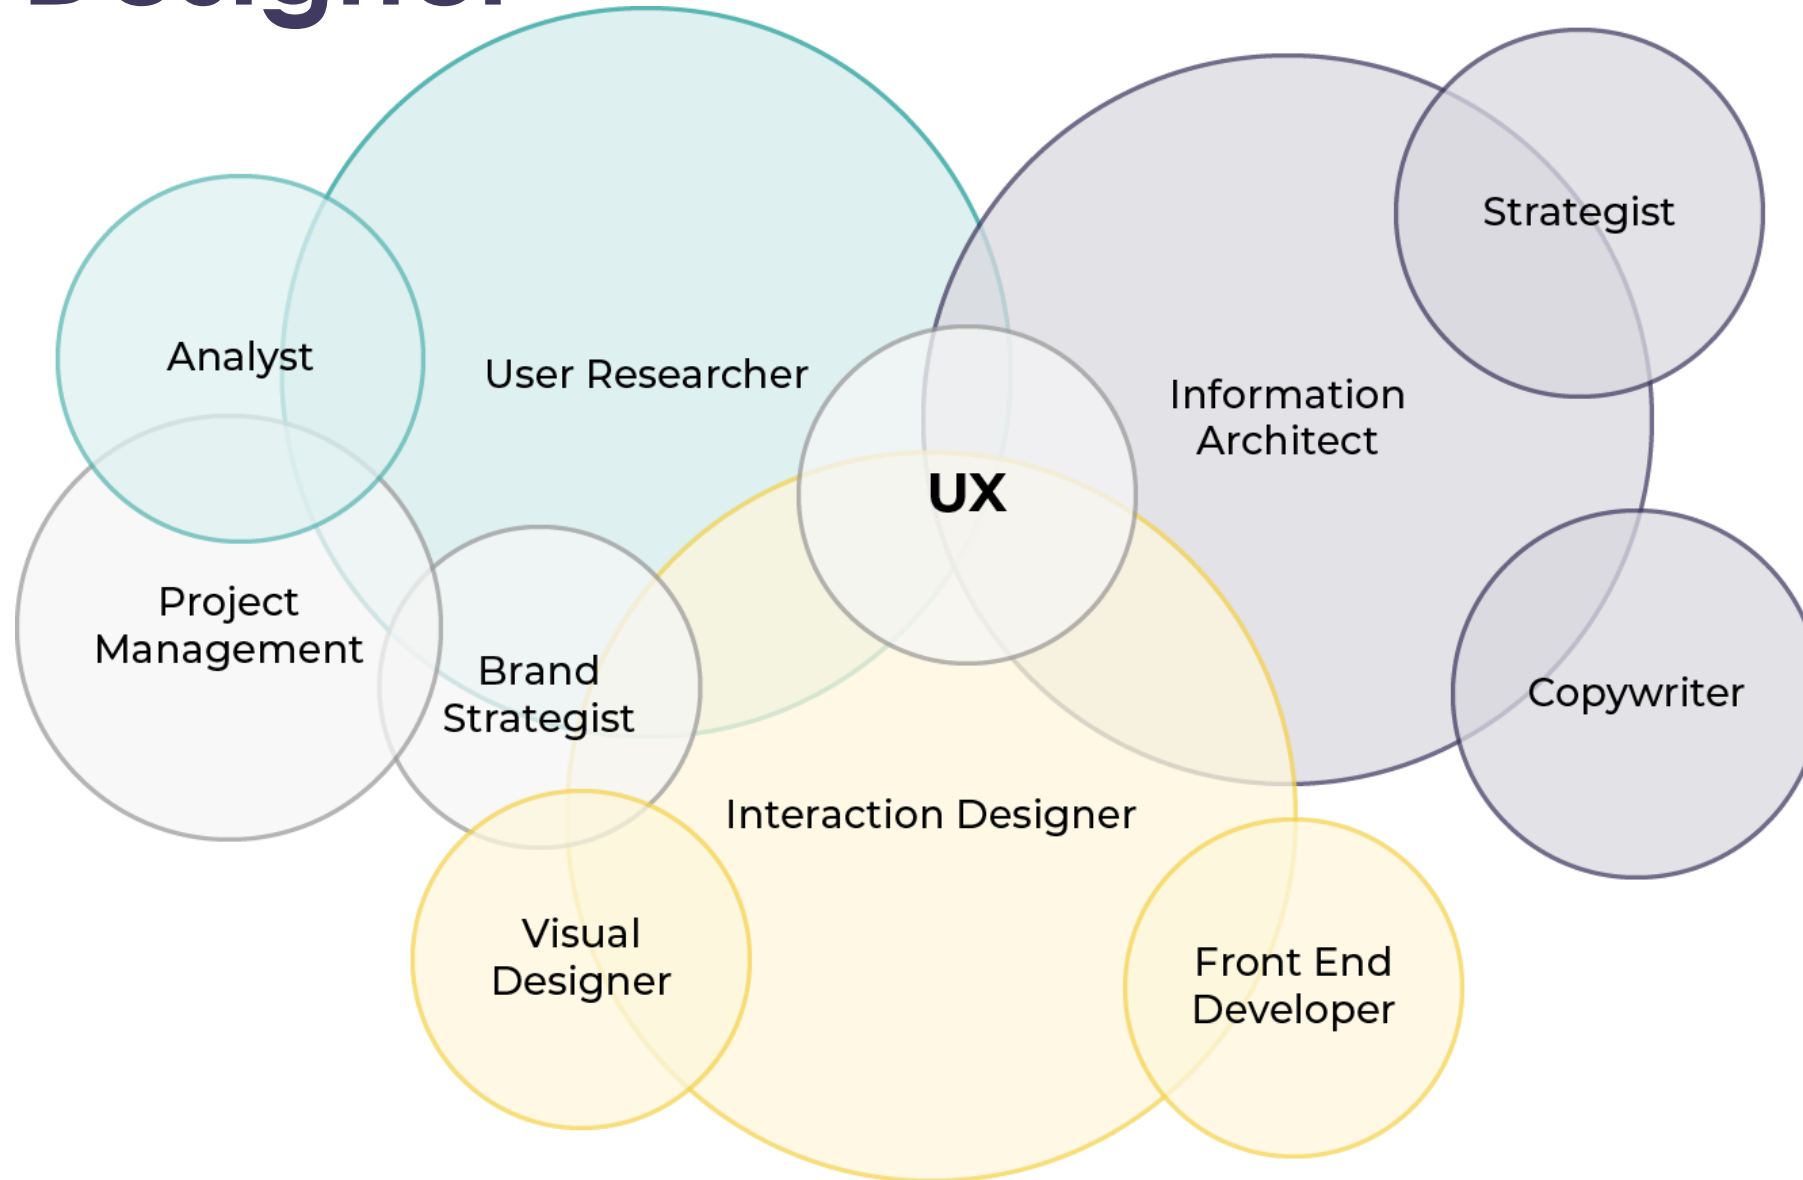 Designer
Strategist
Analyst
User Researcher
Information
Architect
UX
Project
Management
Brand
Strategist
Copywriter
Interaction Designer
Visual
Designer
Front End
Developer